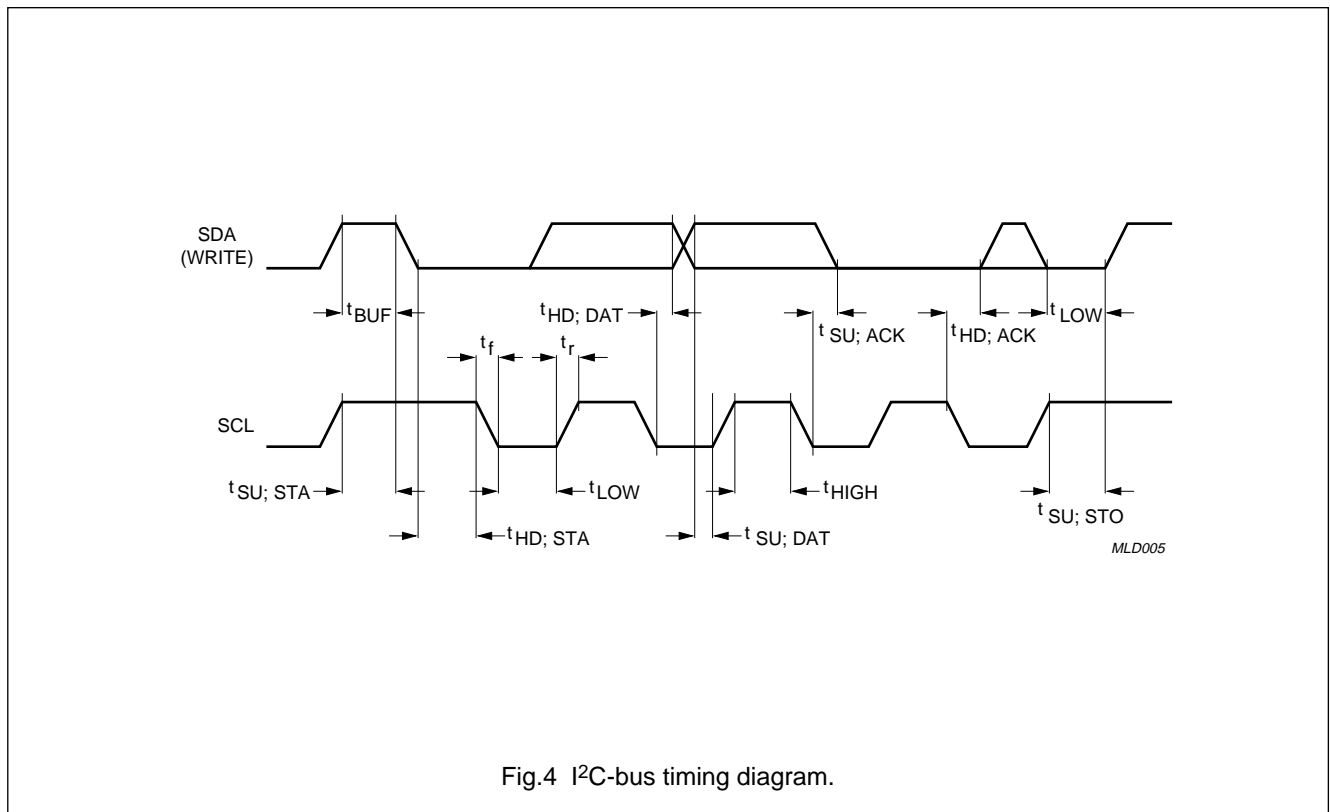 SDA
(WRITE)
tBUF
tHD; DAT
tSU; ACK
tHD; ACK
tLOW
tf
tr
SCL
tSU; STA
tLOW
tHIGH
tSU; STO
tHD; STA
tSU; DAT
MLD005
Fig.4 I²C-bus timing diagram.